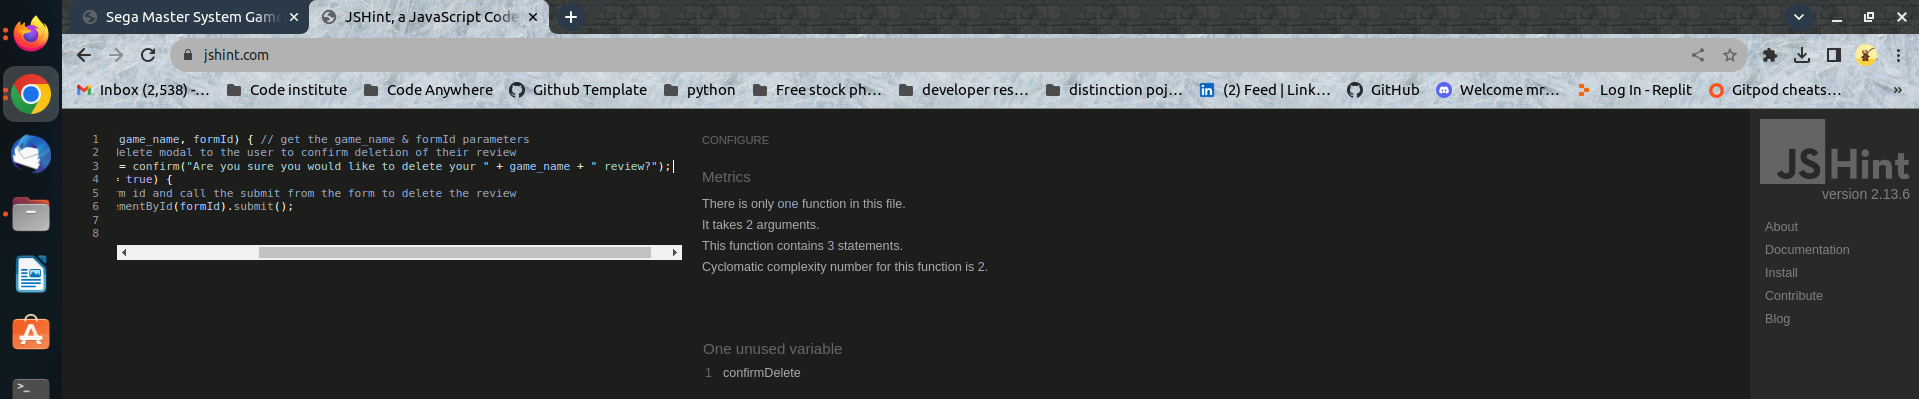 Sega Master System Game
JSHint, a JavaScript Code
jshint.com
Inbox (2,538) -... Code institute Code Anywhere Github Template python Free stock ph... developer res... distinction poj... (2) Feed | Link... GitHub Welcome mr... Log In - Replit Gitpod cheats... »
1 game_name, formId) { // get the game_name & formId parameters
2 delete modal to the user to confirm deletion of their review
3 = confirm("Are you sure you would like to delete your " + game_name + " review?");
4 = true) {
5 rm id and call the submit from the form to delete the review
6 ementById(formId).submit();
7
8
CONFIGURE
Metrics
There is only one function in this file.
It takes 2 arguments.
This function contains 3 statements.
Cyclomatic complexity number for this function is 2.
One unused variable
1 confirmDelete
JSHint
version 2.13.6
About
Documentation
Install
Contribute
Blog